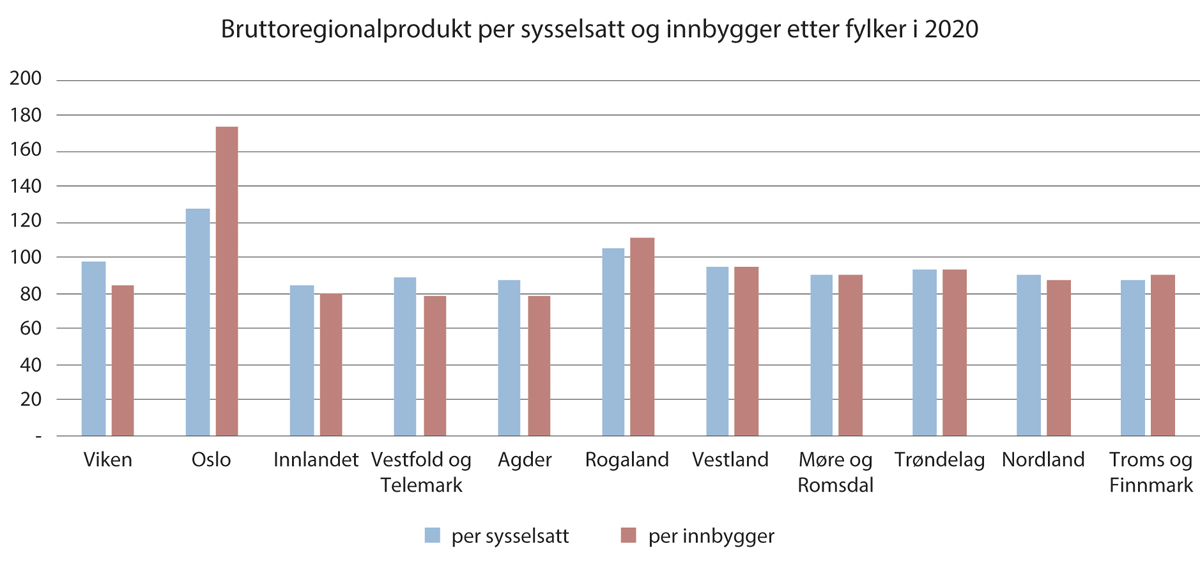 Bruttoregionalprodukt per sysselsatt og innbygger etter fylker i 2020
200
180
160
140
120
100
80
60
40
20
-
Viken
Oslo
Innlandet
Vestfold og
Telemark
Agder
Rogaland
Vestland
Møre og
Romsdal
Trøndelag
Nordland
Troms og
Finnmark
per sysselsatt
per innbygger